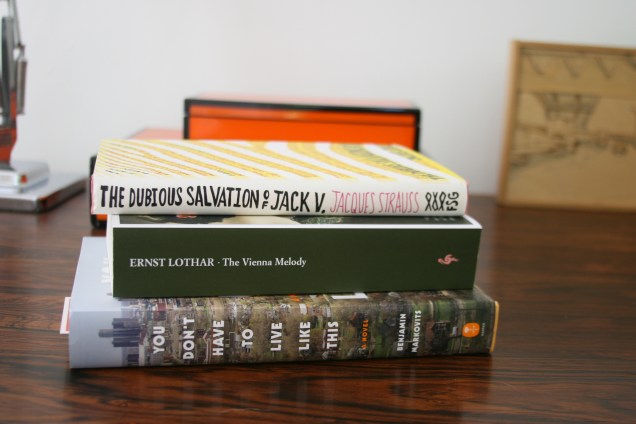 THE DUBIOUS SALVATION OF JACK V. JACQUES STRAUSS FSG
ERNST LOTHAR · The Vienna Melody
YOU DON'T HAVE TO LIVE LIKE THIS A NOVEL BENJAMIN MARKOVITS